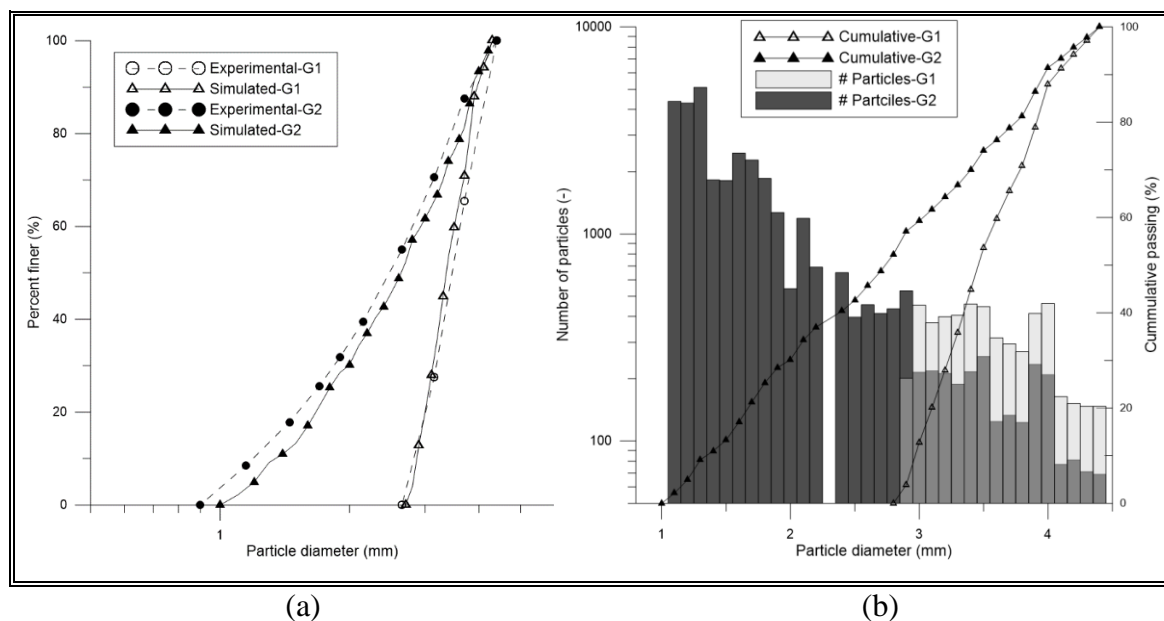 100
80
60
40
20
0
Percent finer (%)
Experimental-G1
Simulated-G1
Experimental-G2
Simulated-G2
1
Particle diameter (mm)
(a)
10000
1000
100
Number of particles (-)
Cumulative-G1
Cumulative-G2
# Particles-G1
# Partciles-G2
100
80
60
40
20
0
Cummulative passing (%)
1 2 3 4
Particle diameter (mm)
(b)